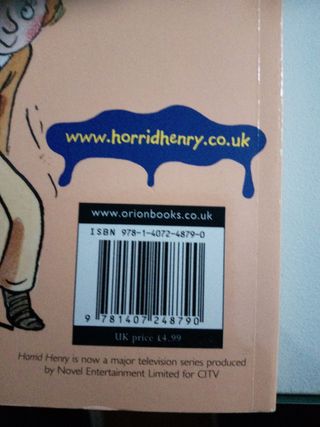 www.horridhenry.co.uk
www.orionbooks.co.uk
ISBN 978-1-4072-4879-0
9 781407 248790
UK price £4.99
Horrid Henry is now a major television series produced
by Novel Entertainment Limited for CITV